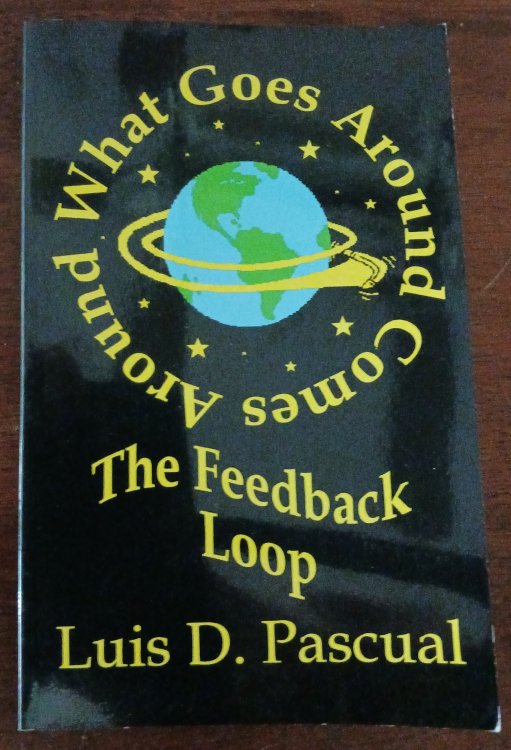 What Goes Around Comes Around
The Feedback
Loop
Luis D. Pascual